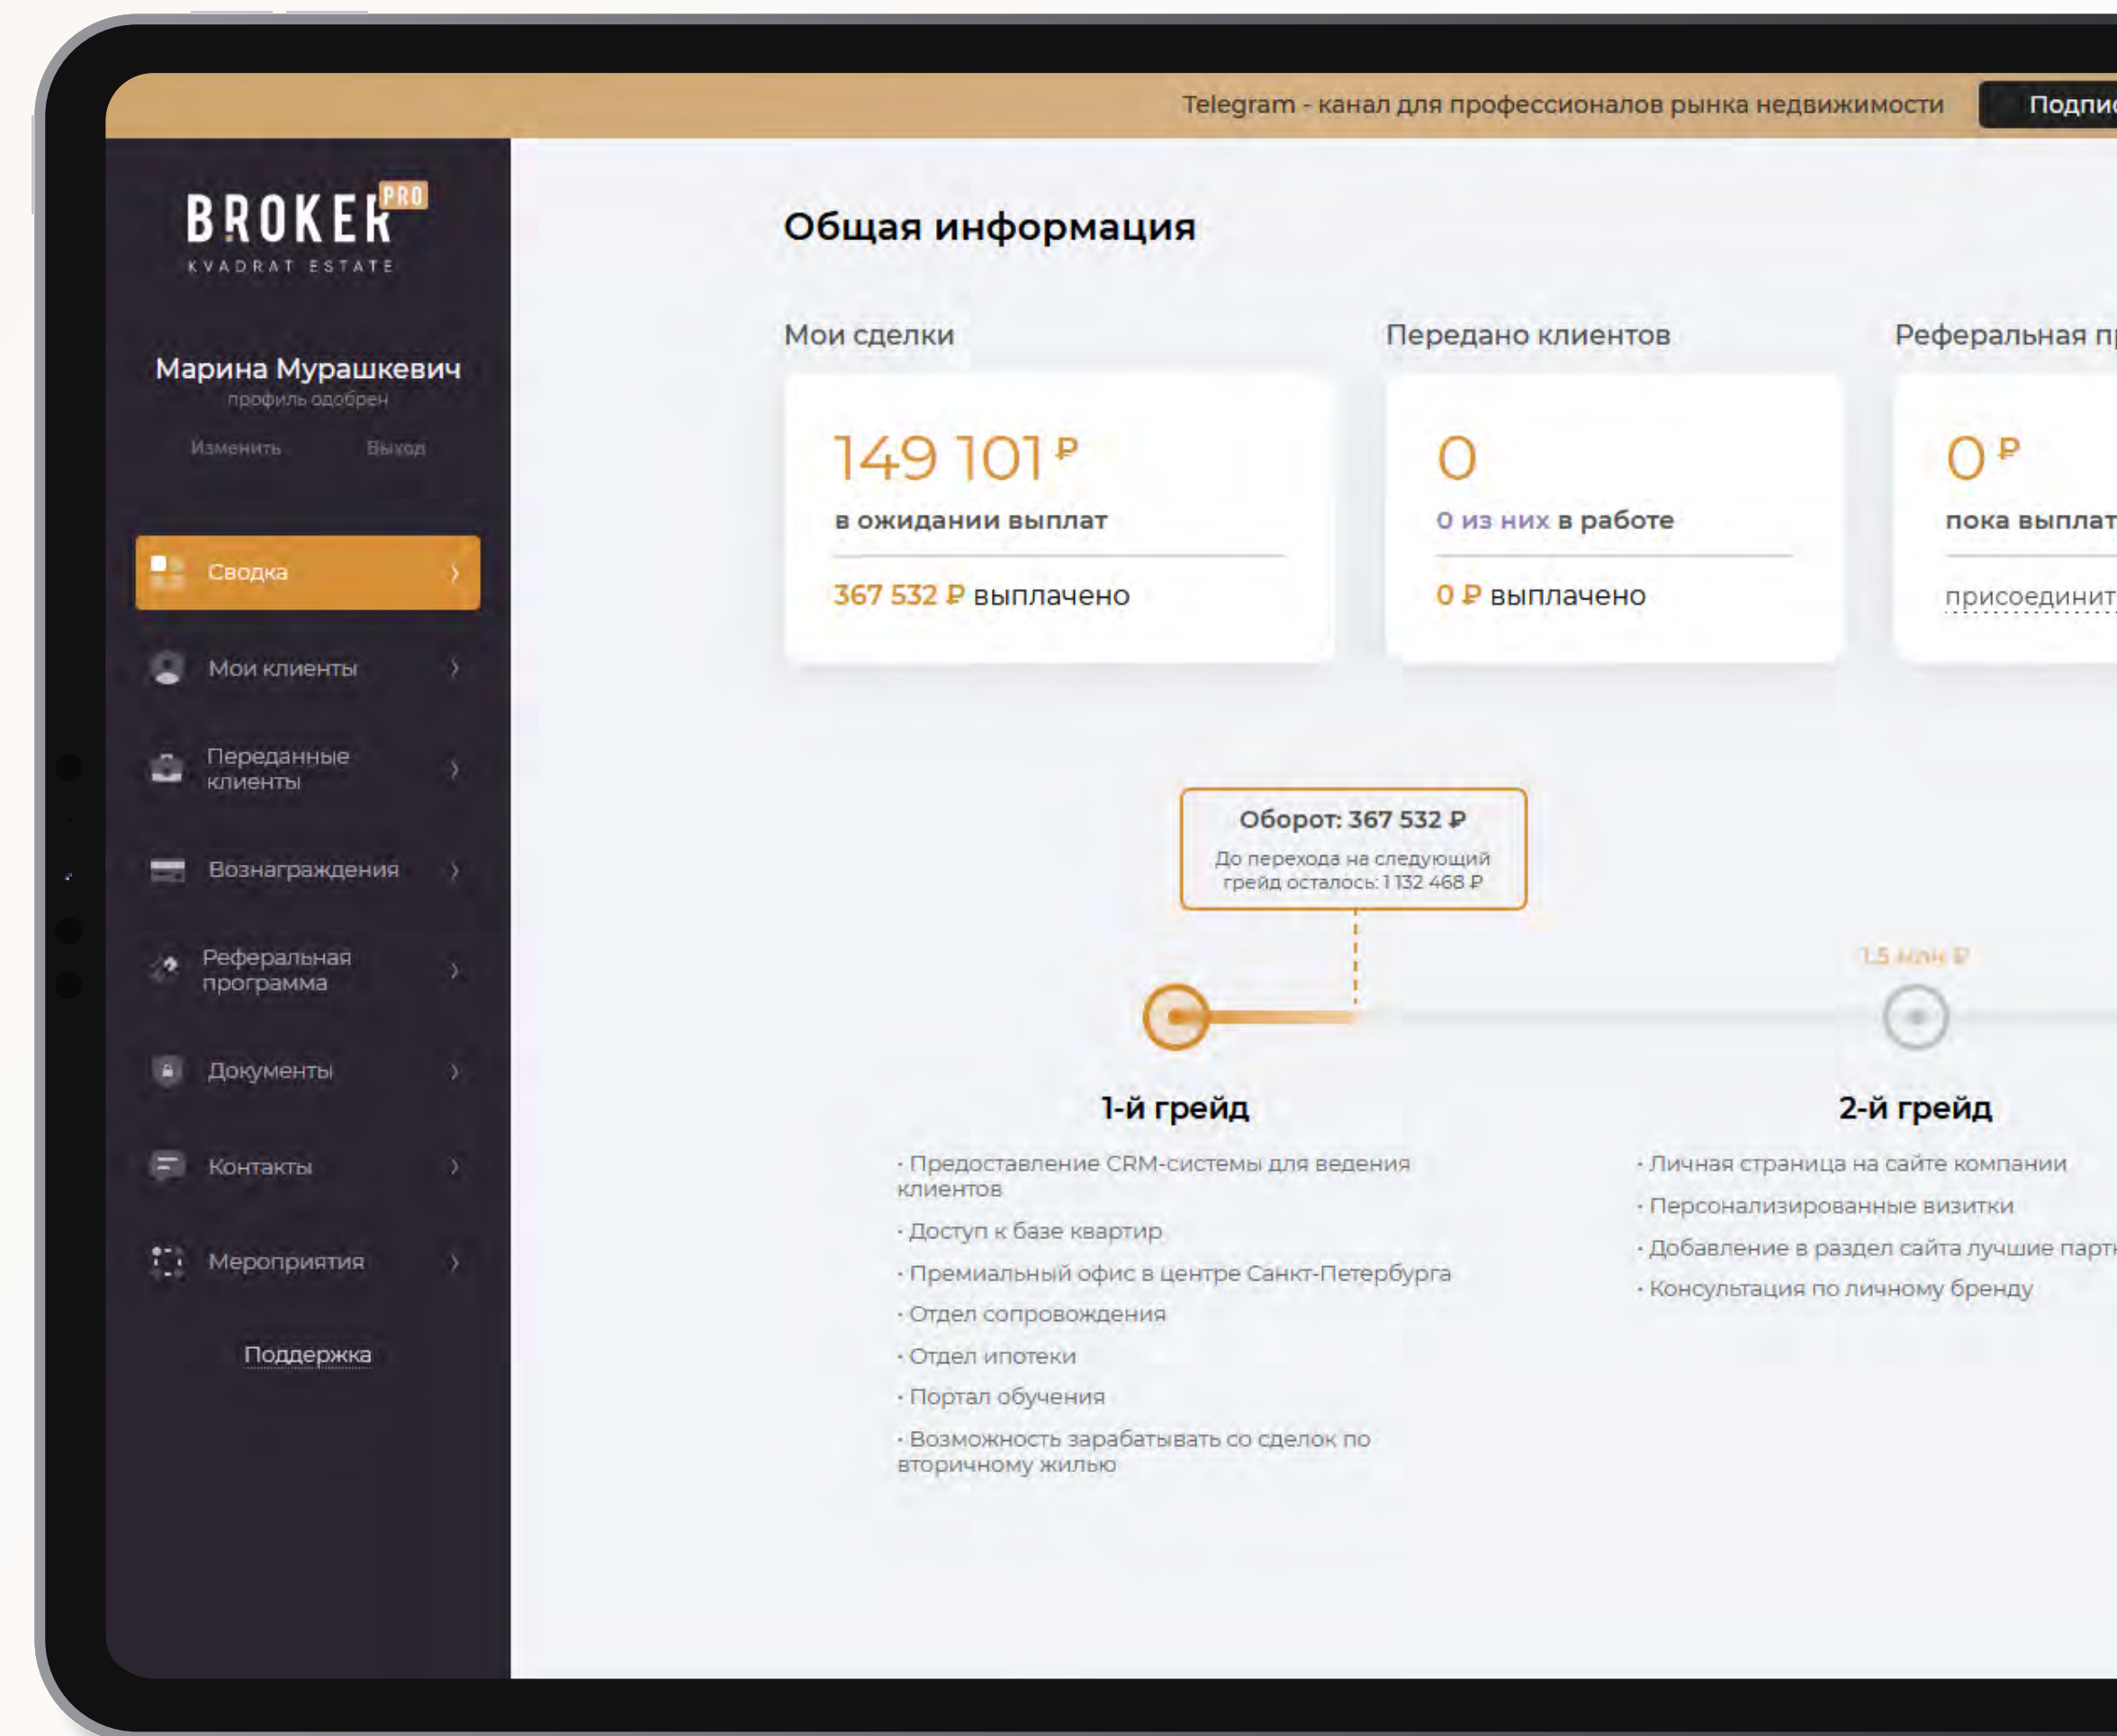 Telegram - канал для профессионалов рынка недвижимости
BROKER PRO
KVADRAT ESTATE
Марина Мурашкевич
профиль одобрен
Изменить Выход
Сводка
Мои клиенты
Переданные
клиенты
Вознаграждения
Реферальная
программа
Документы
Контакты
Мероприятия
Поддержка
Общая информация
Мои сделки
149 101 ₽
в ожидании выплат
367 532 ₽ выплачено
Передано клиентов
0
0 из них в работе
0 ₽ выплачено
Реферальная
0 ₽
пока
Оборот: 367 532 ₽
До перехода на следующий
грейд осталось: 1 132 468 ₽
1.5 млн ₽
1-й грейд
· Предоставление CRM-системы для ведения
клиентов
· Доступ к базе квартир
· Премиальный офис в центре Санкт-Петербурга
· Отдел сопровождения
· Отдел ипотеки
· Портал обучения
· Возможность зарабатывать со сделок по
вторичному жилью
2-й грейд
· Личная страница на сайте компании
· Персонализированные визитки
· Добавление в раздел сайта лучшие
· Консультация по личному бренду